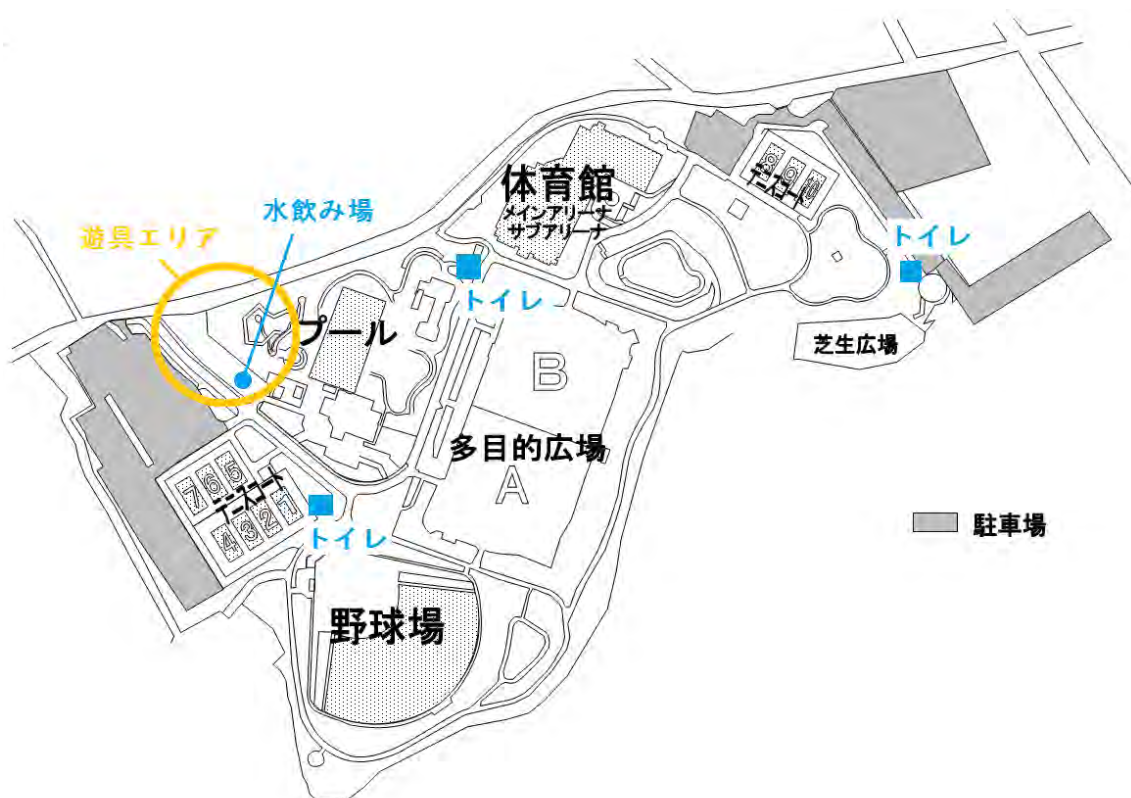 体育館
メインアリーナ
サブアリーナ
8
9
10
テニスコート
水飲み場
遊具エリア
トイレ
トイレ
プール
芝生広場
B
多目的広場
A
7
6
5
テニスコート
4
3
2
1
トイレ
駐車場
野球場